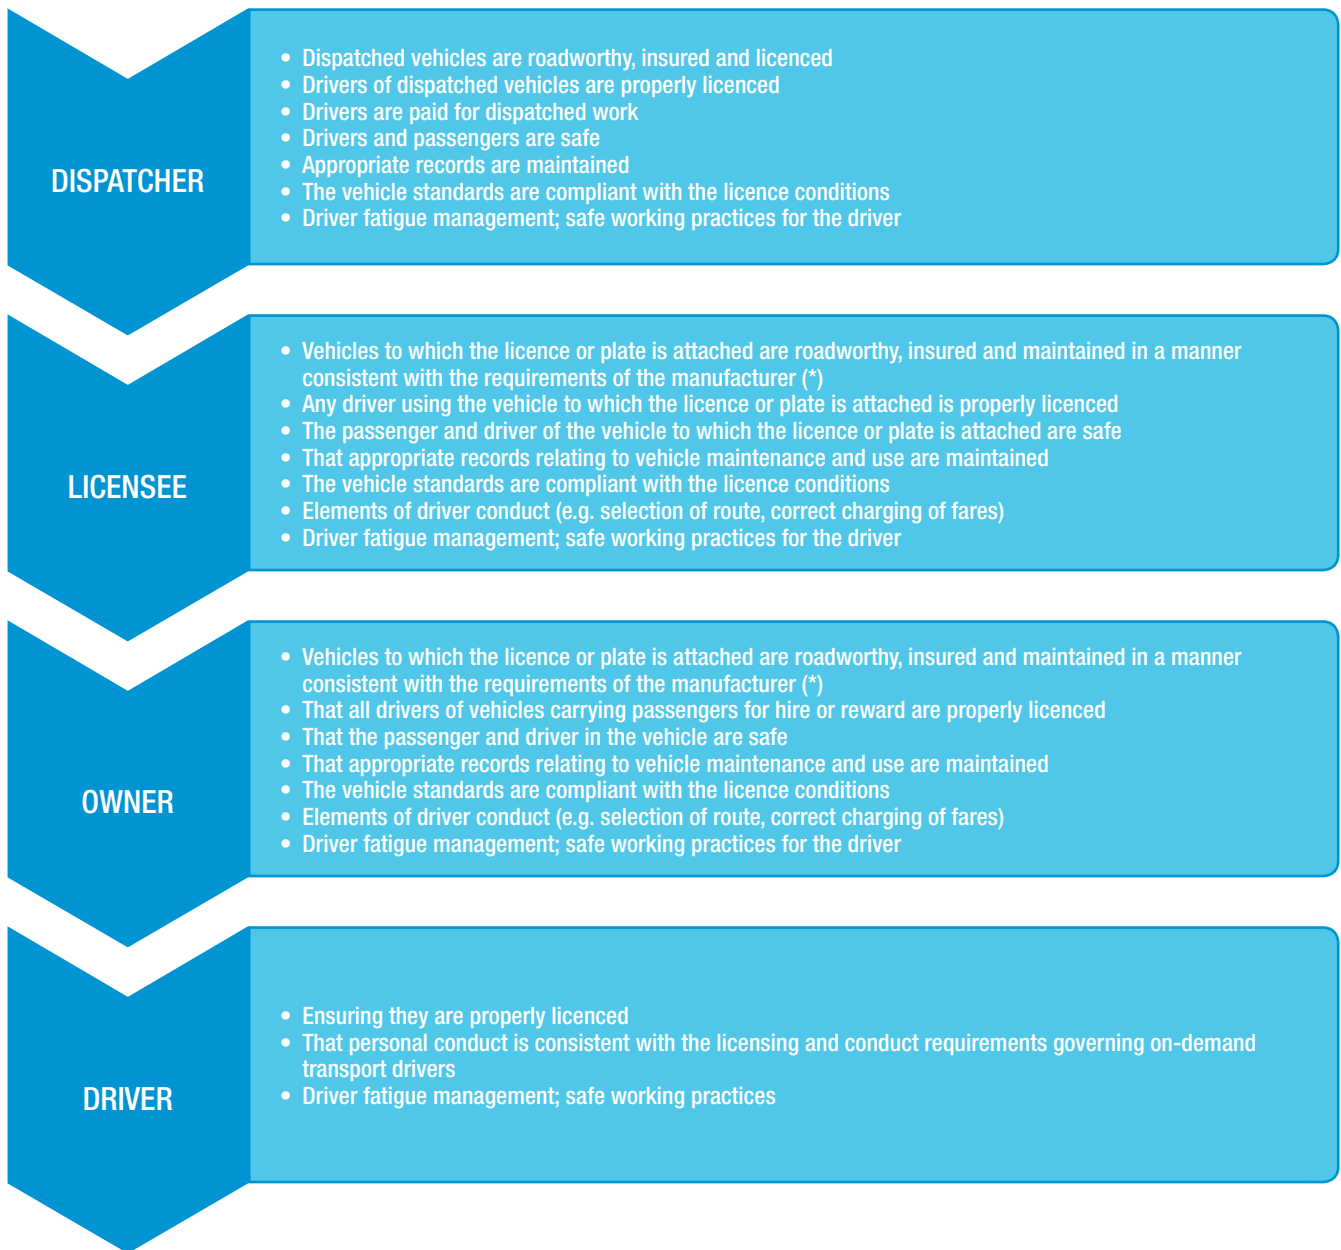 DISPATCHER
• Dispatched vehicles are roadworthy, insured and licenced
• Drivers of dispatched vehicles are properly licenced
• Drivers are paid for dispatched work
• Drivers and passengers are safe
• Appropriate records are maintained
• The vehicle standards are compliant with the licence conditions
• Driver fatigue management; safe working practices for the driver
LICENSEE
• Vehicles to which the licence or plate is attached are roadworthy, insured and maintained in a manner
consistent with the requirements of the manufacturer (*)
• Any driver using the vehicle to which the licence or plate is attached is properly licenced
• The passenger and driver of the vehicle to which the licence or plate is attached are safe
• That appropriate records relating to vehicle maintenance and use are maintained
• The vehicle standards are compliant with the licence conditions
• Elements of driver conduct (e.g. selection of route, correct charging of fares)
• Driver fatigue management; safe working practices for the driver
OWNER
• Vehicles to which the licence or plate is attached are roadworthy, insured and maintained in a manner
consistent with the requirements of the manufacturer (*)
• That all drivers of vehicles carrying passengers for hire or reward are properly licenced
• That the passenger and driver in the vehicle are safe
• That appropriate records relating to vehicle maintenance and use are maintained
• The vehicle standards are compliant with the licence conditions
• Elements of driver conduct (e.g. selection of route, correct charging of fares)
• Driver fatigue management; safe working practices for the driver
DRIVER
• Ensuring they are properly licenced
• That personal conduct is consistent with the licensing and conduct requirements governing on-demand
transport drivers
• Driver fatigue management; safe working practices